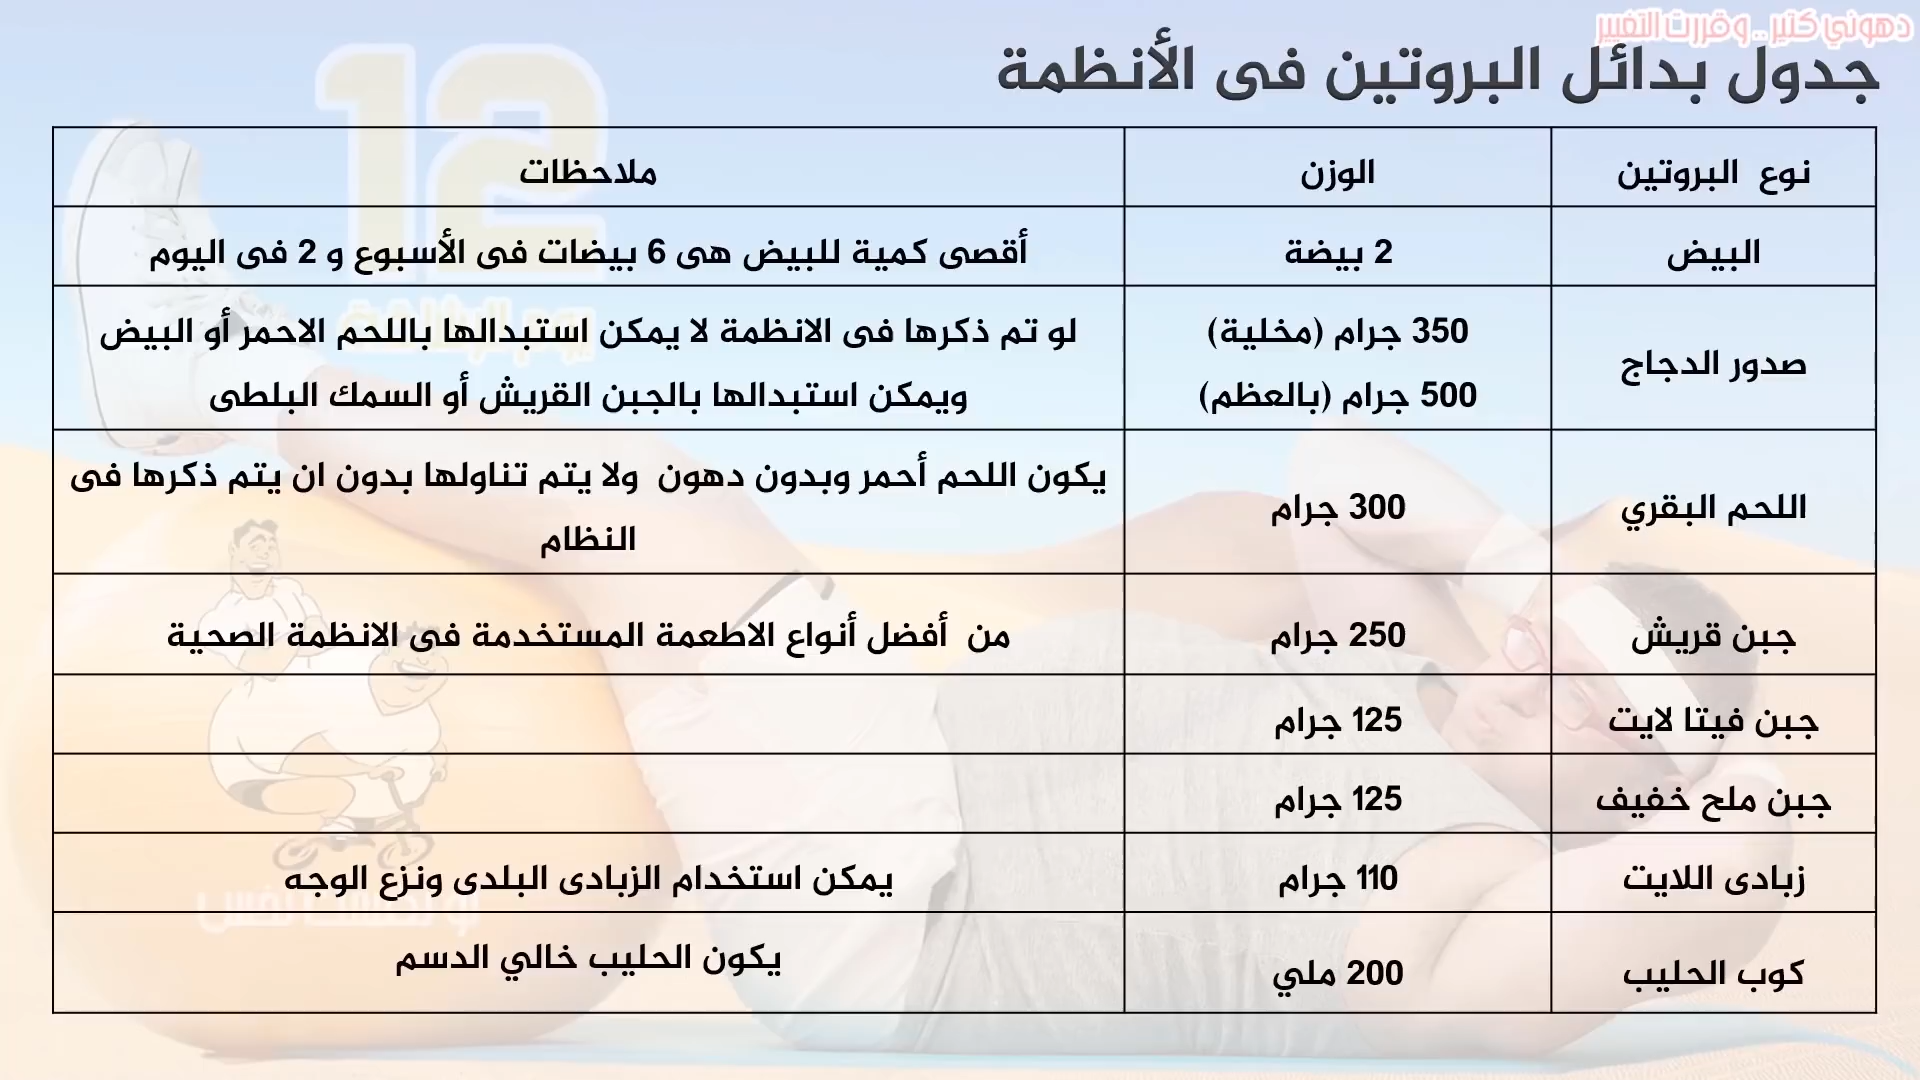 دهوني كتير.. وقررت التغيير
جدول بدائل البروتين فى الأنظمة
نوع البروتين الوزن ملاحظات
البيض 2 بيضة أقصى كمية للبيض هى 6 بيضات فى الأسبوع و 2 فى اليوم
صدور الدجاج 350 جرام (مخلية) لو تم ذكرها فى الانظمة لا يمكن استبدالها باللحم الاحمر أو البيض
500 جرام (بالعظم) ويمكن استبدالها بالجبن القريش أو السمك البلطى
اللحم البقري 300 جرام يكون اللحم أحمر وبدون دهون ولا يتم تناولها بدون ان يتم ذكرها فى
النظام
جبن قريش 250 جرام من أفضل أنواع الاطعمة المستخدمة فى الانظمة الصحية
جبن فيتا لايت 125 جرام
جبن ملح خفيف 125 جرام
زبادى اللايت 110 جرام يمكن استخدام الزبادى البلدى ونزع الوجه
كوب الحليب 200 ملي يكون الحليب خالي الدسم
12